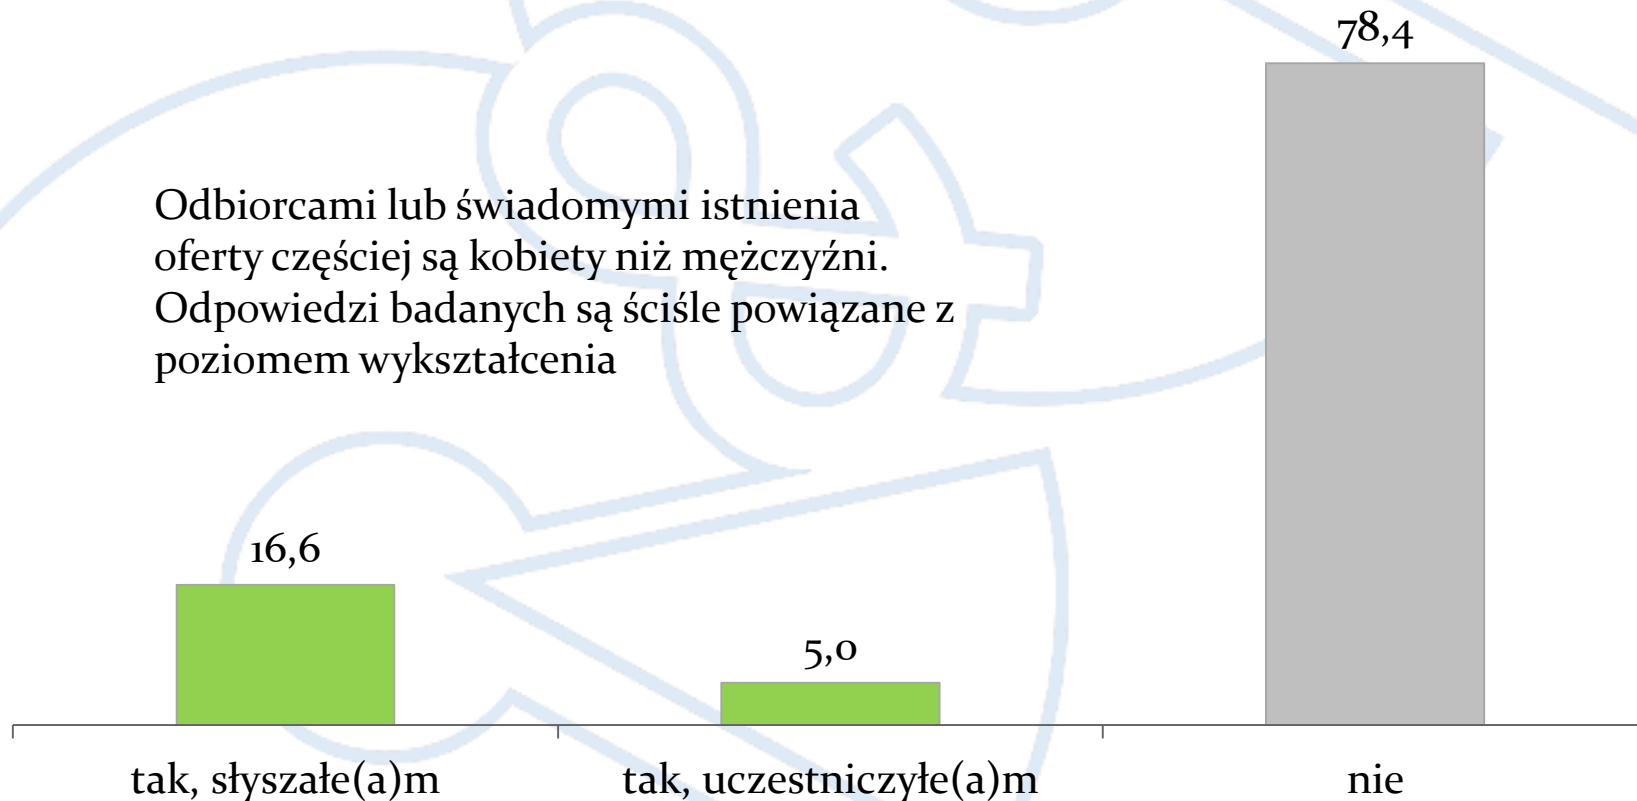 78,4
Odbiorcami lub świadomymi istnienia
oferty częściej są kobiety niż mężczyźni.
Odpowiedzi badanych są ściśle powiązane z
poziomem wykształcenia
16,6
5,0
tak, słyszałe(a)m
tak, uczestniczyłe(a)m
nie